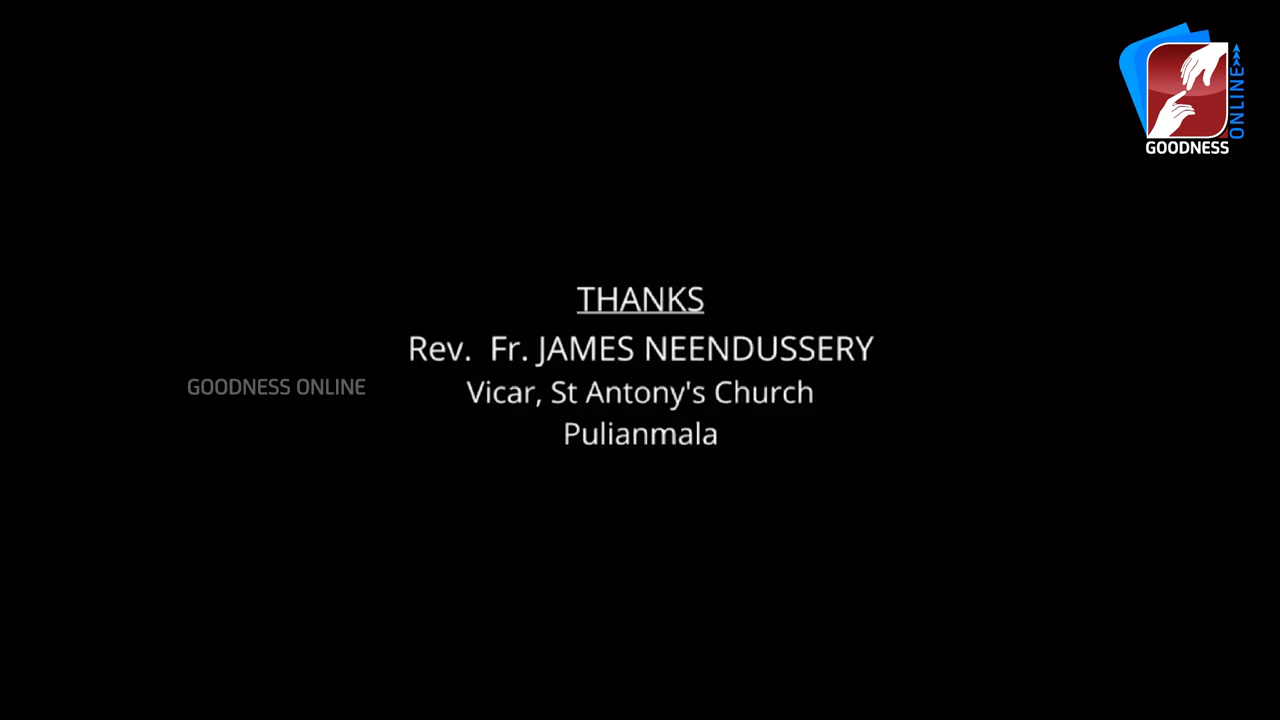 ONLINE
GOODNESS
THANKS
Rev. Fr. JAMES NEENDUSSERY
GOODNESS ONLINE
Vicar, St Antony's Church
Pulianmala